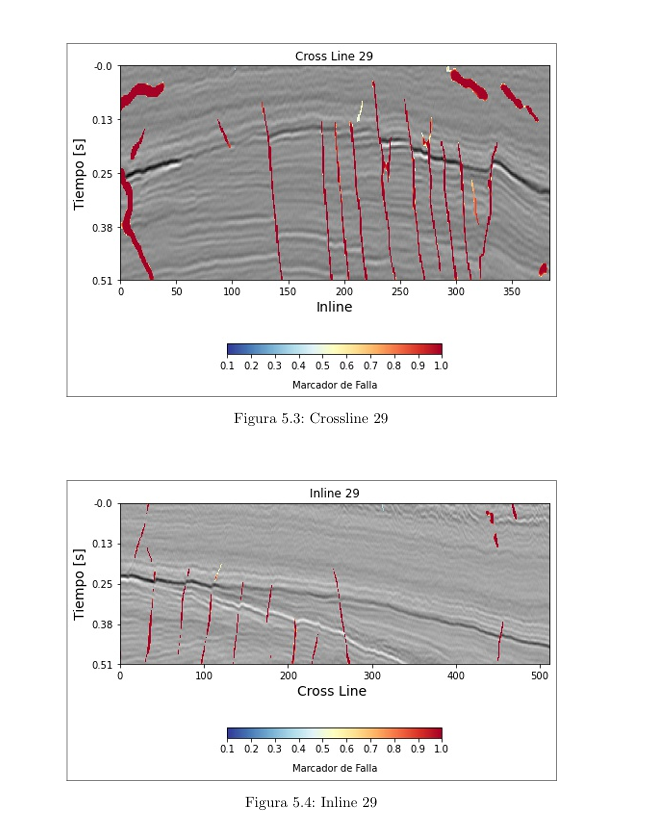 Cross Line 29
-0.0
0.13
0.25
0.38
0.51
Tiempo [s]
0 50 100 150 200 250 300 350
Inline
0.1 0.2 0.3 0.4 0.5 0.6 0.7 0.8 0.9 1.0
Marcador de Falla
Figura 5.3: Crossline 29
Inline 29
-0.0
0.13
0.25
0.38
0.51
Tiempo [s]
0 100 200 300 400 500
Cross Line
0.1 0.2 0.3 0.4 0.5 0.6 0.7 0.8 0.9 1.0
Marcador de Falla
Figura 5.4: Inline 29